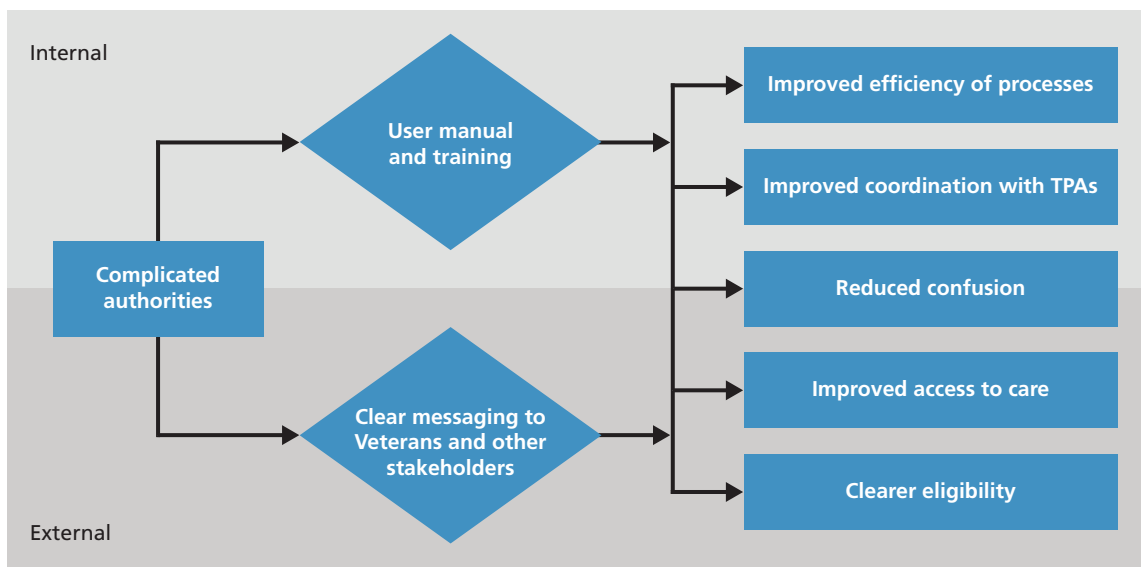 Internal
User manual
and training
Complicated
authorities
Clear messaging to
Veterans and other
stakeholders
Improved efficiency of processes
Improved coordination with TPAs
Reduced confusion
Improved access to care
Clearer eligibility
External